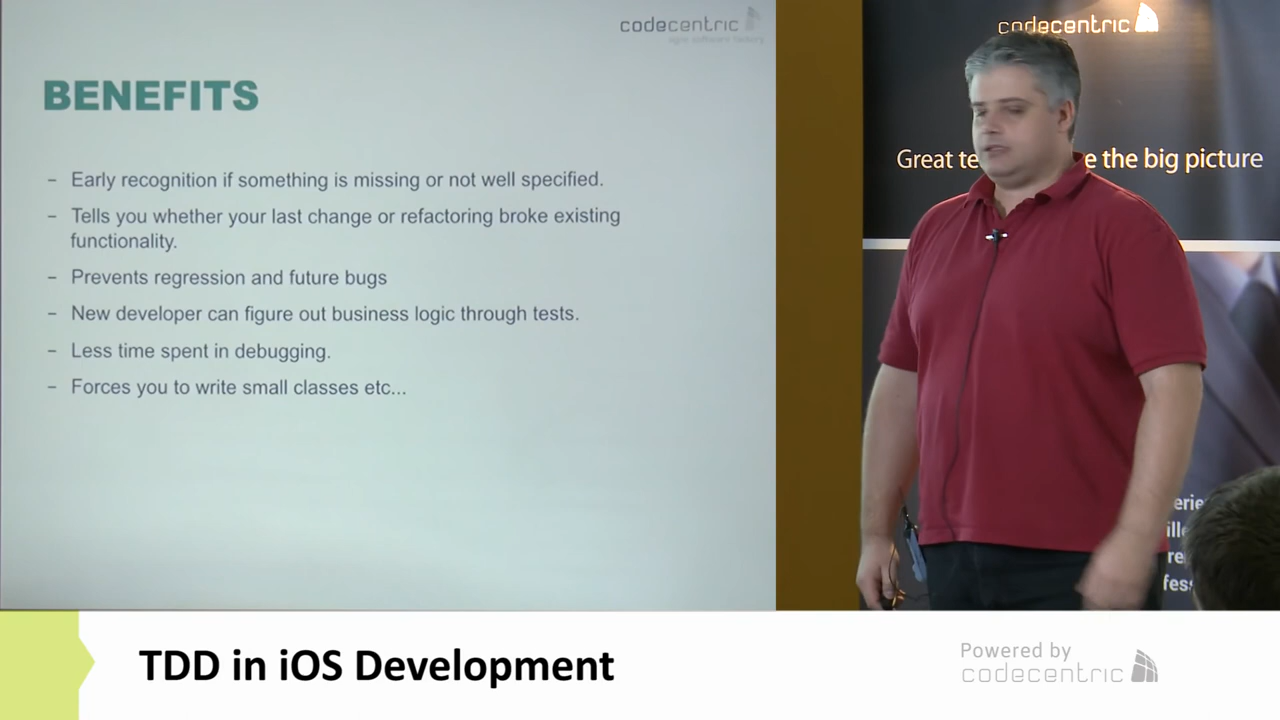 codecentric
BENEFITS
– Early recognition if something is missing or not well specified.
– Tells you whether your last change or refactoring broke existing
functionality.
– Prevents regression and future bugs
– New developer can figure out business logic through tests.
– Less time spent in debugging.
– Forces you to write small classes etc...
codecentric
Great te e the big picture
TDD in iOS Development
Powered by
codecentric